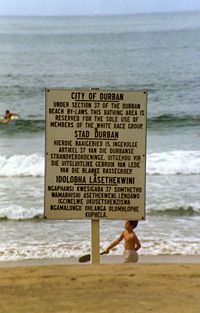 CITY OF DURBAN
UNDER SECTION 37 OF THE DURBAN
BEACH BY-LAWS, THIS BATHING AREA IS
RESERVED FOR THE SOLE USE OF
MEMBERS OF THE WHITE RACE GROUP.
STAD DURBAN
HIERDIE BAAIGEBIED IS, INGEVOLGE
ARTIKEL 37 VAN DIE DURBANSE
STRANDVERORDENINGE, UITGEHOU VIR
DIE UITSLUITLIKE GEBRUIK VAN LEDE
VAN DIE BLANKE RASSEGROEP.
IDOLOBHA LASETHEKWINI
NGAPHANSI KWESIGABA 37 SOMTHETHO
WAMABHISHI ASETHEKWINI, LENDAWO
IGCINELWE UKUSETSHENZISWA
NGAMALUNGU OHLANGA OLUMHLOPHE
KUPHELA.